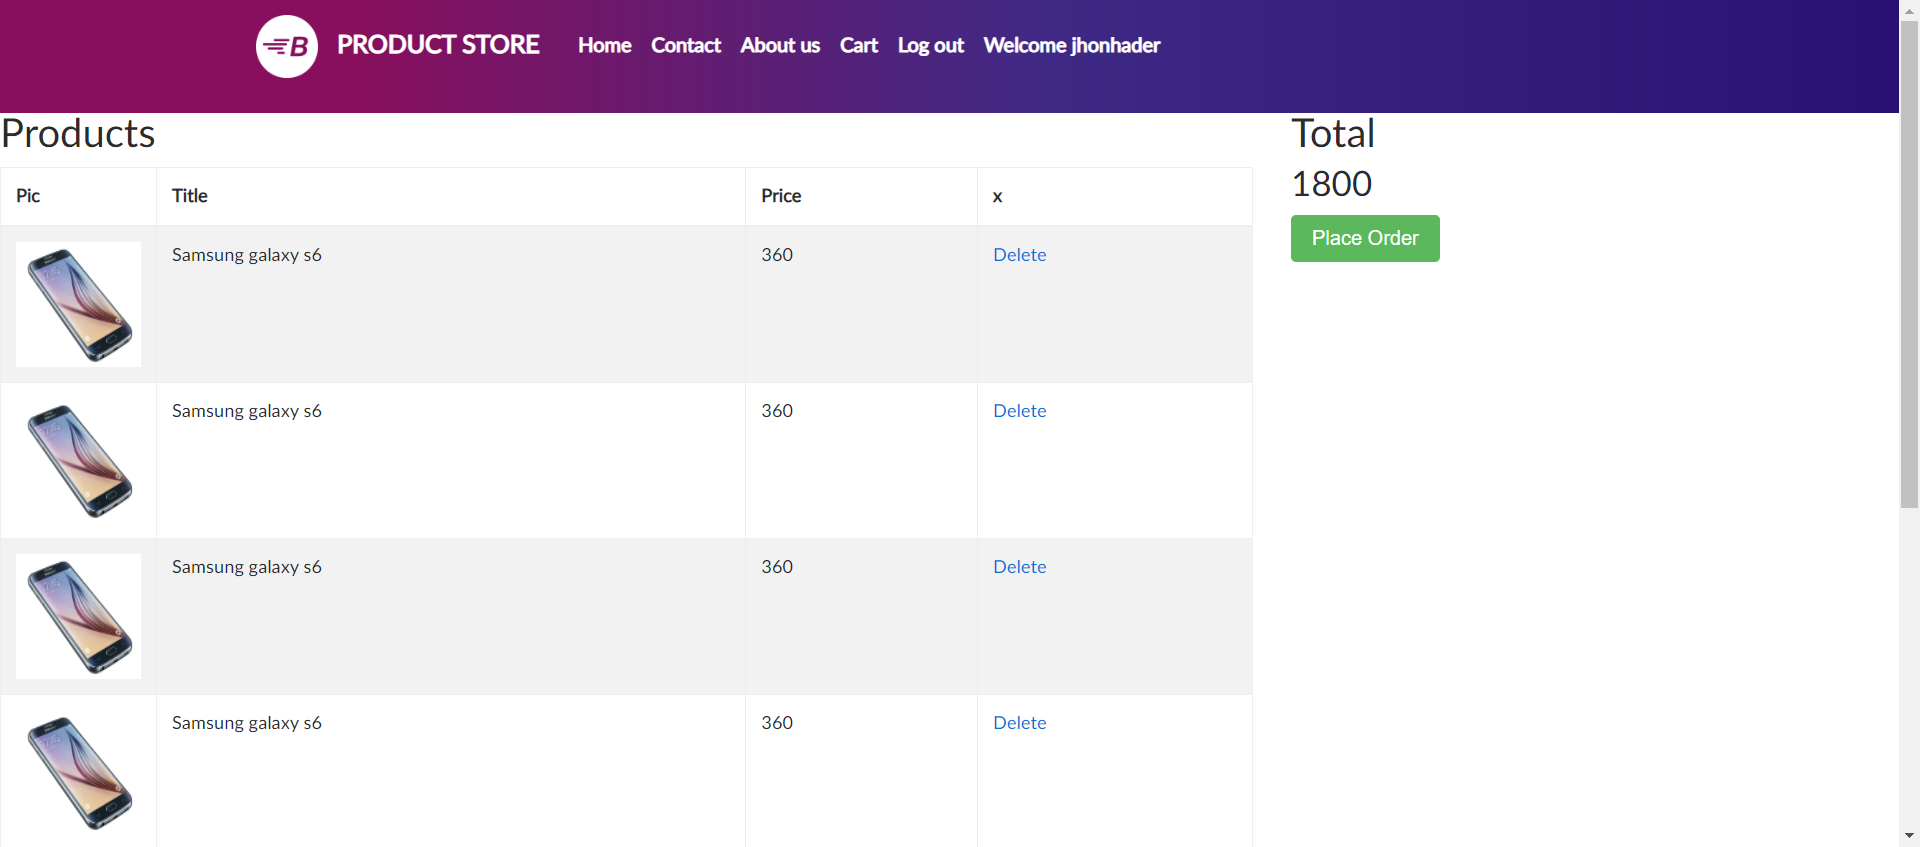 B PRODUCT STORE Home Contact About us Cart Log out Welcome jhonhader
Products
Pic Title Price x
Samsung galaxy s6 360 Delete
Samsung galaxy s6 360 Delete
Samsung galaxy s6 360 Delete
Samsung galaxy s6 360 Delete
Total
1800
Place Order